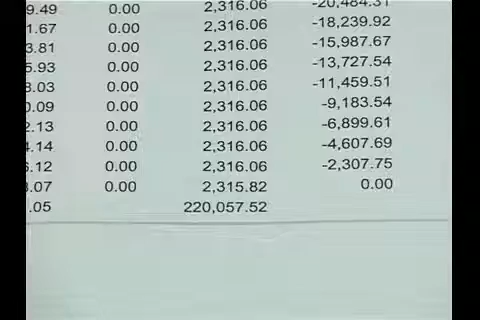 9.49 0.00 2,316.06 -20,484.31
1.67 0.00 2,316.06 -18,239.92
3.81 0.00 2,316.06 -15,987.67
5.93 0.00 2,316.06 -13,727.54
8.03 0.00 2,316.06 -11,459.51
0.09 0.00 2,316.06 -9,183.54
2.13 0.00 2,316.06 -6,899.61
4.14 0.00 2,316.06 -4,607.69
6.12 0.00 2,316.06 -2,307.75
.07 0.00 2,315.82 0.00
.05 220,057.52